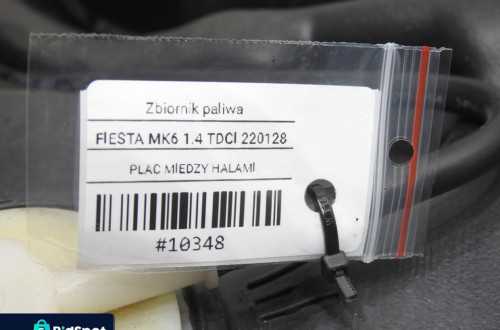 Zbiornik paliwa
FIESTA MK6 1.4 TDCI 220128
PLAC MIEDZY HALAMI
#10348